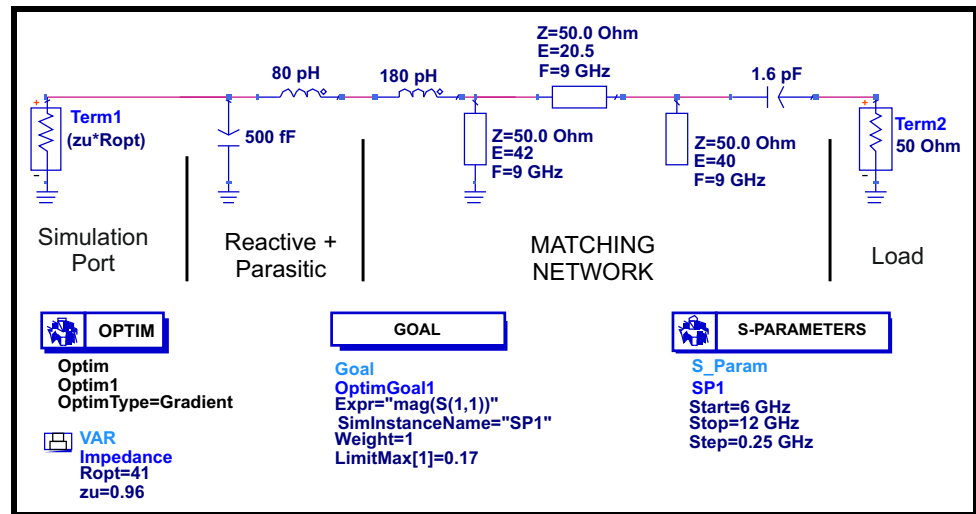 Z=50.0 Ohm
E=20.5
F=9 GHz
80 pH
180 pH
1.6 pF
+
Term1
(zu*Ropt)
-
500 fF
Z=50.0 Ohm
E=42
F=9 GHz
Z=50.0 Ohm
E=40
F=9 GHz
+
Term2
50 Ohm
-
Simulation
Port
Reactive +
Parasitic
MATCHING
NETWORK
Load
OPTIM
Optim
Optim1
OptimType=Gradient
VAR
Impedance
Ropt=41
zu=0.96
GOAL
Goal
OptimGoal1
Expr="mag(S(1,1))"
SimInstanceName="SP1"
Weight=1
LimitMax[1]=0.17
S-PARAMETERS
S_Param
SP1
Start=6 GHz
Stop=12 GHz
Step=0.25 GHz